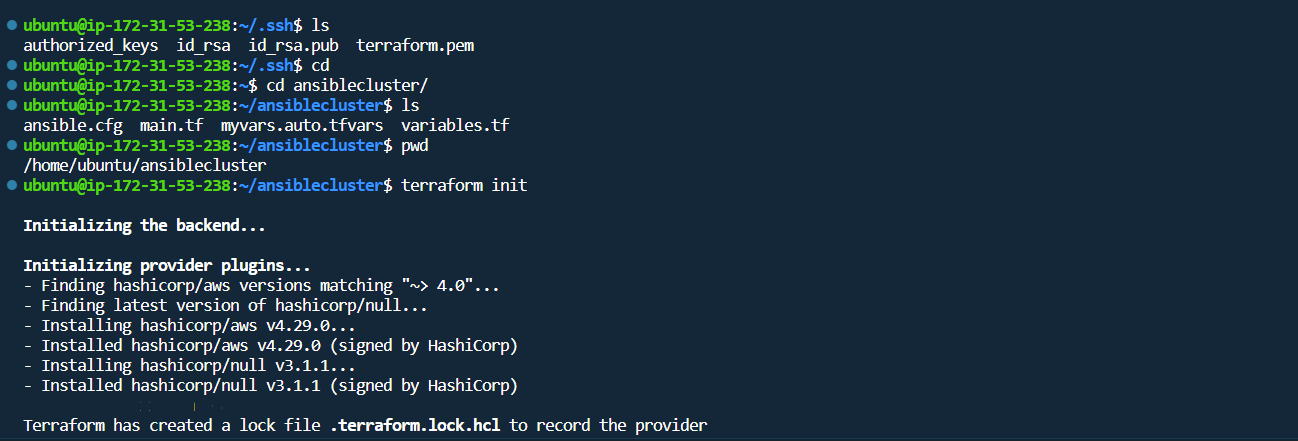 ubuntu@ip-172-31-53-238:~/.ssh$ ls
authorized_keys  id_rsa  id_rsa.pub  terraform.pem
ubuntu@ip-172-31-53-238:~/.ssh$ cd
ubuntu@ip-172-31-53-238:~$ cd ansiblecluster/
ubuntu@ip-172-31-53-238:~/ansiblecluster$ ls
ansible.cfg  main.tf  myvars.auto.tfvars  variables.tf
ubuntu@ip-172-31-53-238:~/ansiblecluster$ pwd
/home/ubuntu/ansiblecluster
ubuntu@ip-172-31-53-238:~/ansiblecluster$ terraform init
Initializing the backend...
Initializing provider plugins...
- Finding hashicorp/aws versions matching "~> 4.0"...
- Finding latest version of hashicorp/null...
- Installing hashicorp/aws v4.29.0...
- Installed hashicorp/aws v4.29.0 (signed by HashiCorp)
- Installing hashicorp/null v3.1.1...
- Installed hashicorp/null v3.1.1 (signed by HashiCorp)
Terraform has created a lock file .terraform.lock.hcl to record the provider